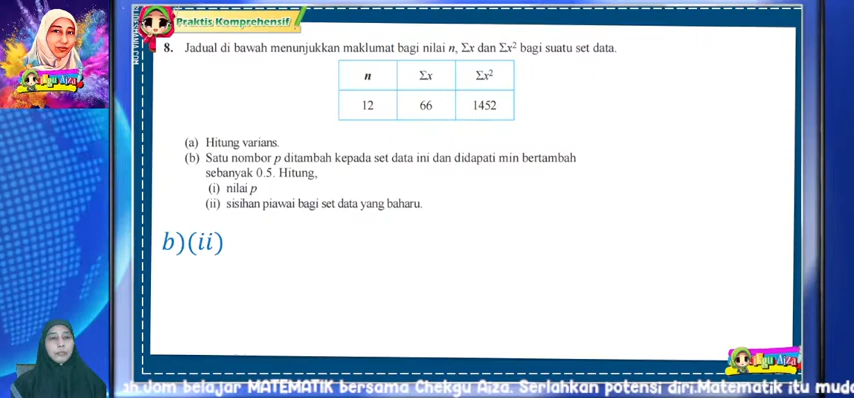 Praktis Komprehensif
8. Jadual di bawah menunjukkan maklumat bagi nilai n, Σx dan Σx² bagi suatu set data.
n Σx Σx²
12 66 1452
(a) Hitung varians.
(b) Satu nombor p ditambah kepada set data ini dan didapati min bertambah
sebanyak 0.5. Hitung,
(i) nilai p
(ii) sisihan piawai bagi set data yang baharu.
b)(ii)
Jom belajar MATEMATIK bersama Chekgu Aiza. Serlahkan potensi diri.Matematik itu